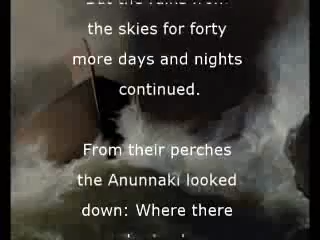 the skies for forty
more days and nights
continued.
From their perches
the Anunnaki looked
down: Where there